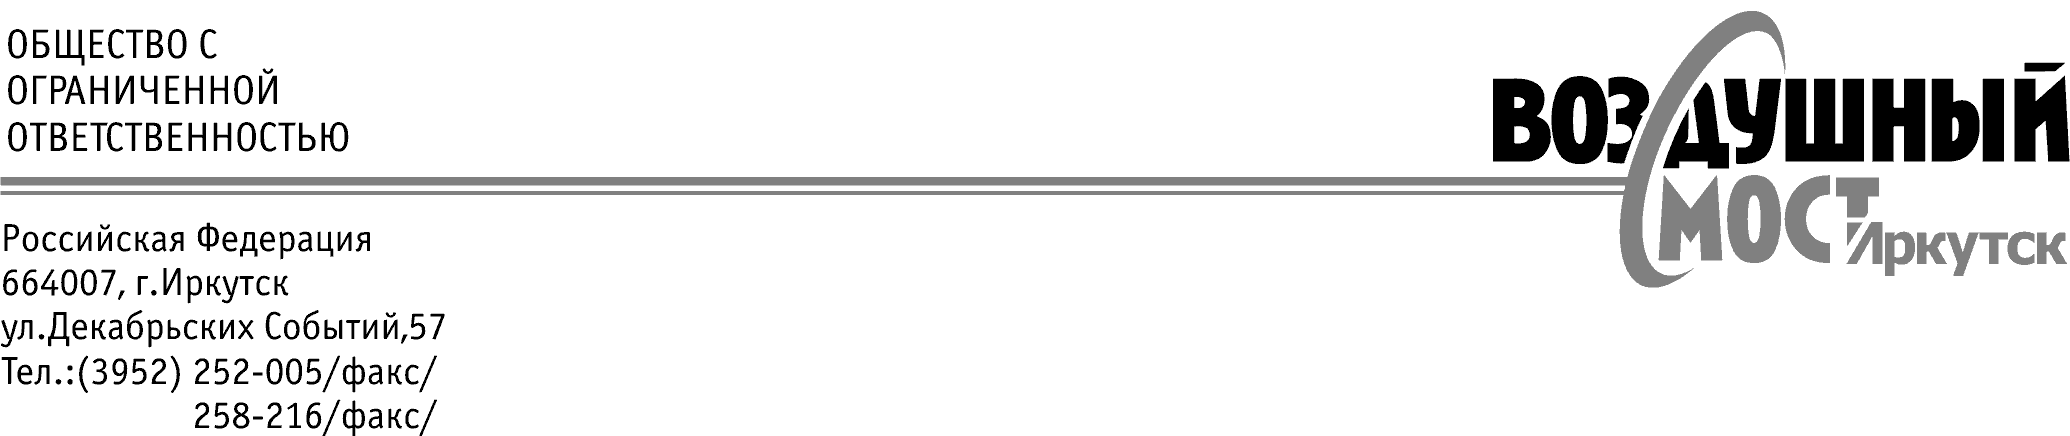 ОБЩЕСТВО С
ОГРАНИЧЕННОЙ
ОТВЕТСТВЕННОСТЬЮ
ВОЗДУШНЫЙ
МОСТ
Иркутск
Российская Федерация
664007, г.Иркутск
ул.Декабрьских Событий,57
Тел.:(3952) 252-005/факс/
258-216/факс/